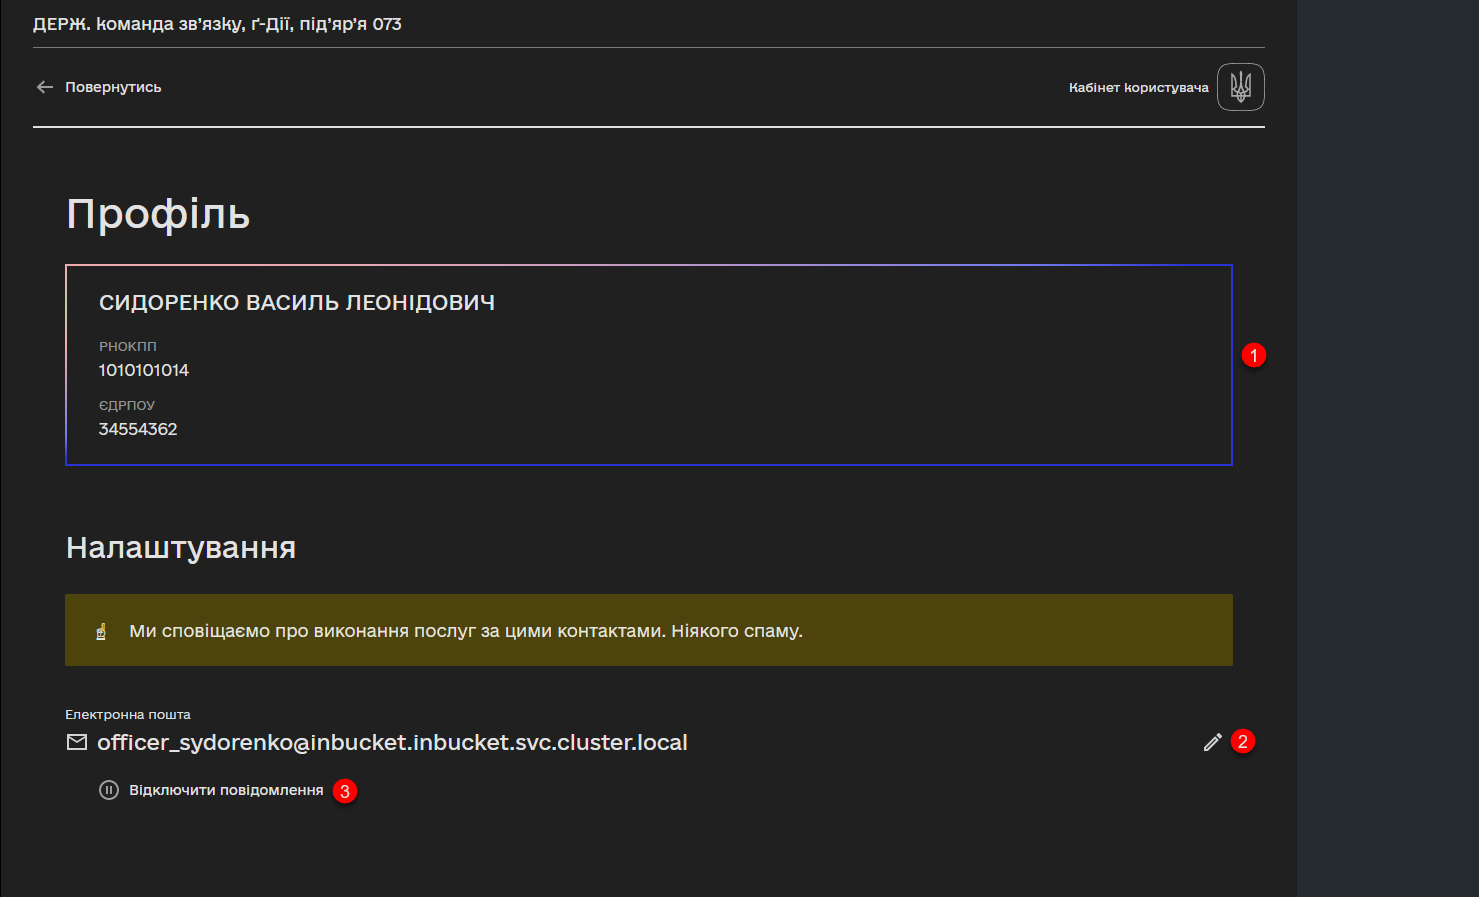 ДЕРЖ. команда зв’язку, ґ-Дії, під’яр’я 073
Повернутись
Кабінет користувача
Профіль
СИДОРЕНКО ВАСИЛЬ ЛЕОНІДОВИЧ
РНОКПП
1010101014
1
ЄДРПОУ
34554362
Налаштування
Ми сповіщаємо про виконання послуг за цими контактами. Ніякого спаму.
Електронна пошта
officer_sydorenko@inbucket.inbucket.svc.cluster.local
2
Відключити повідомлення 3